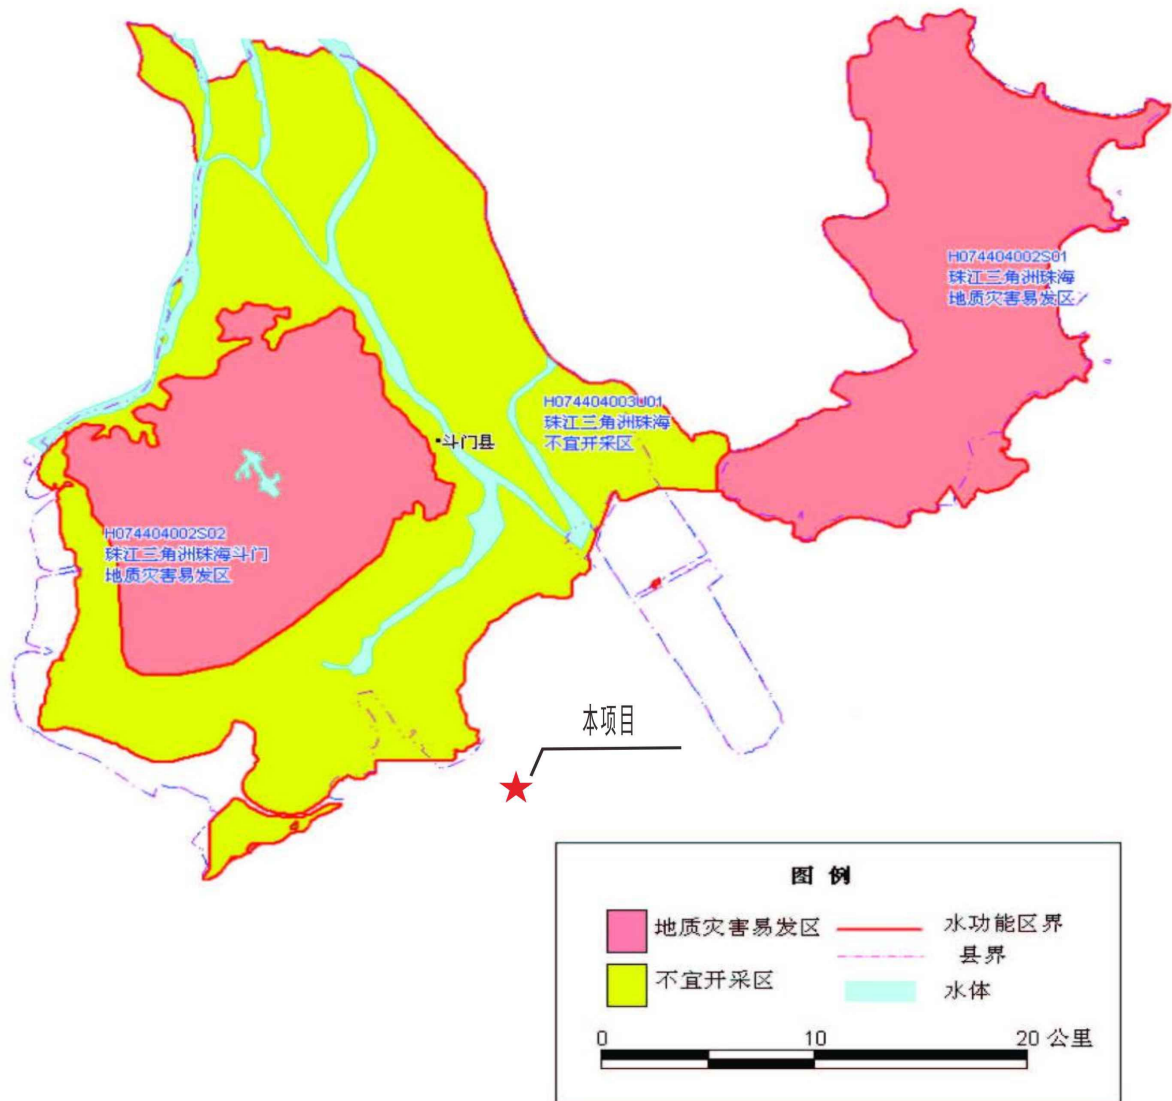 H074404002S01
珠江三角洲珠海
地质灾害易发区
H074404003U01
珠江三角洲珠海
不宜开采区
斗门县
H074404002S02
珠江三角洲珠海斗门
地质灾害易发区
本项目
图 例
地质灾害易发区
水功能区界
县界
不宜开采区
水体
0 10 20 公里